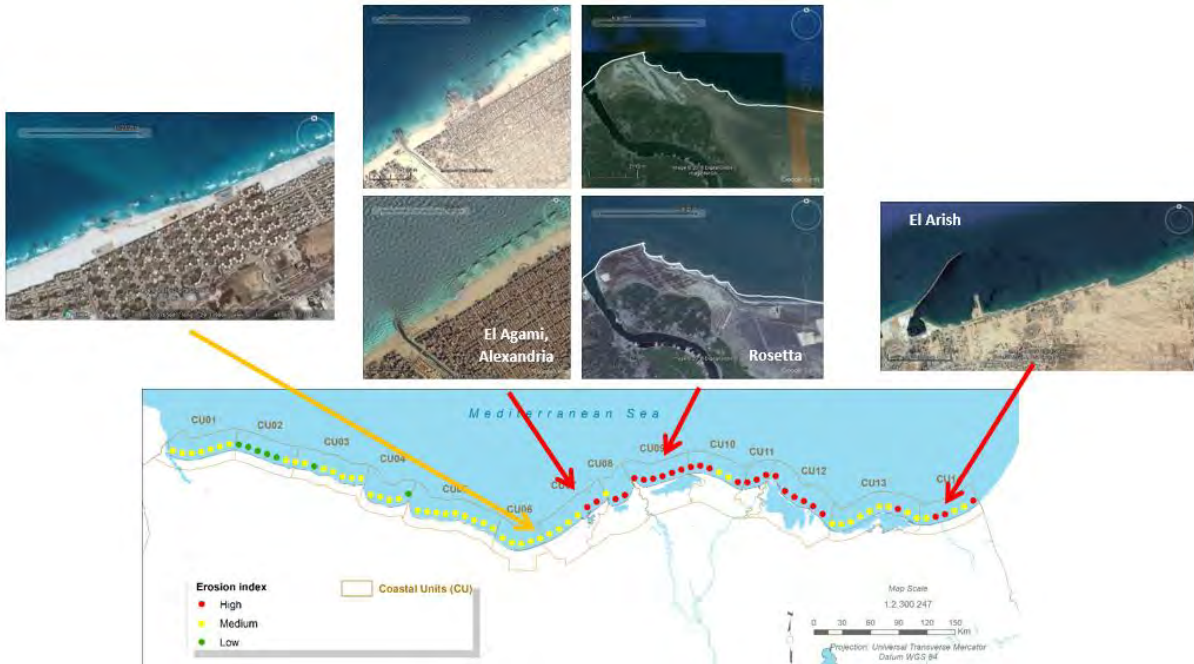 El Agami,
Alexandria
Rosetta
El Arish
Mediterranean Sea
CU01
CU02
CU03
CU04
CU06
CU08
CU09
CU10
CU11
CU12
CU13
Erosion index
High
Medium
Low
Coastal Units (CU)
Map Scale
1:2,300,247
0 30 60 90 120 150
Km
Projection: Universal Transverse Mercator
Datum WGS 84